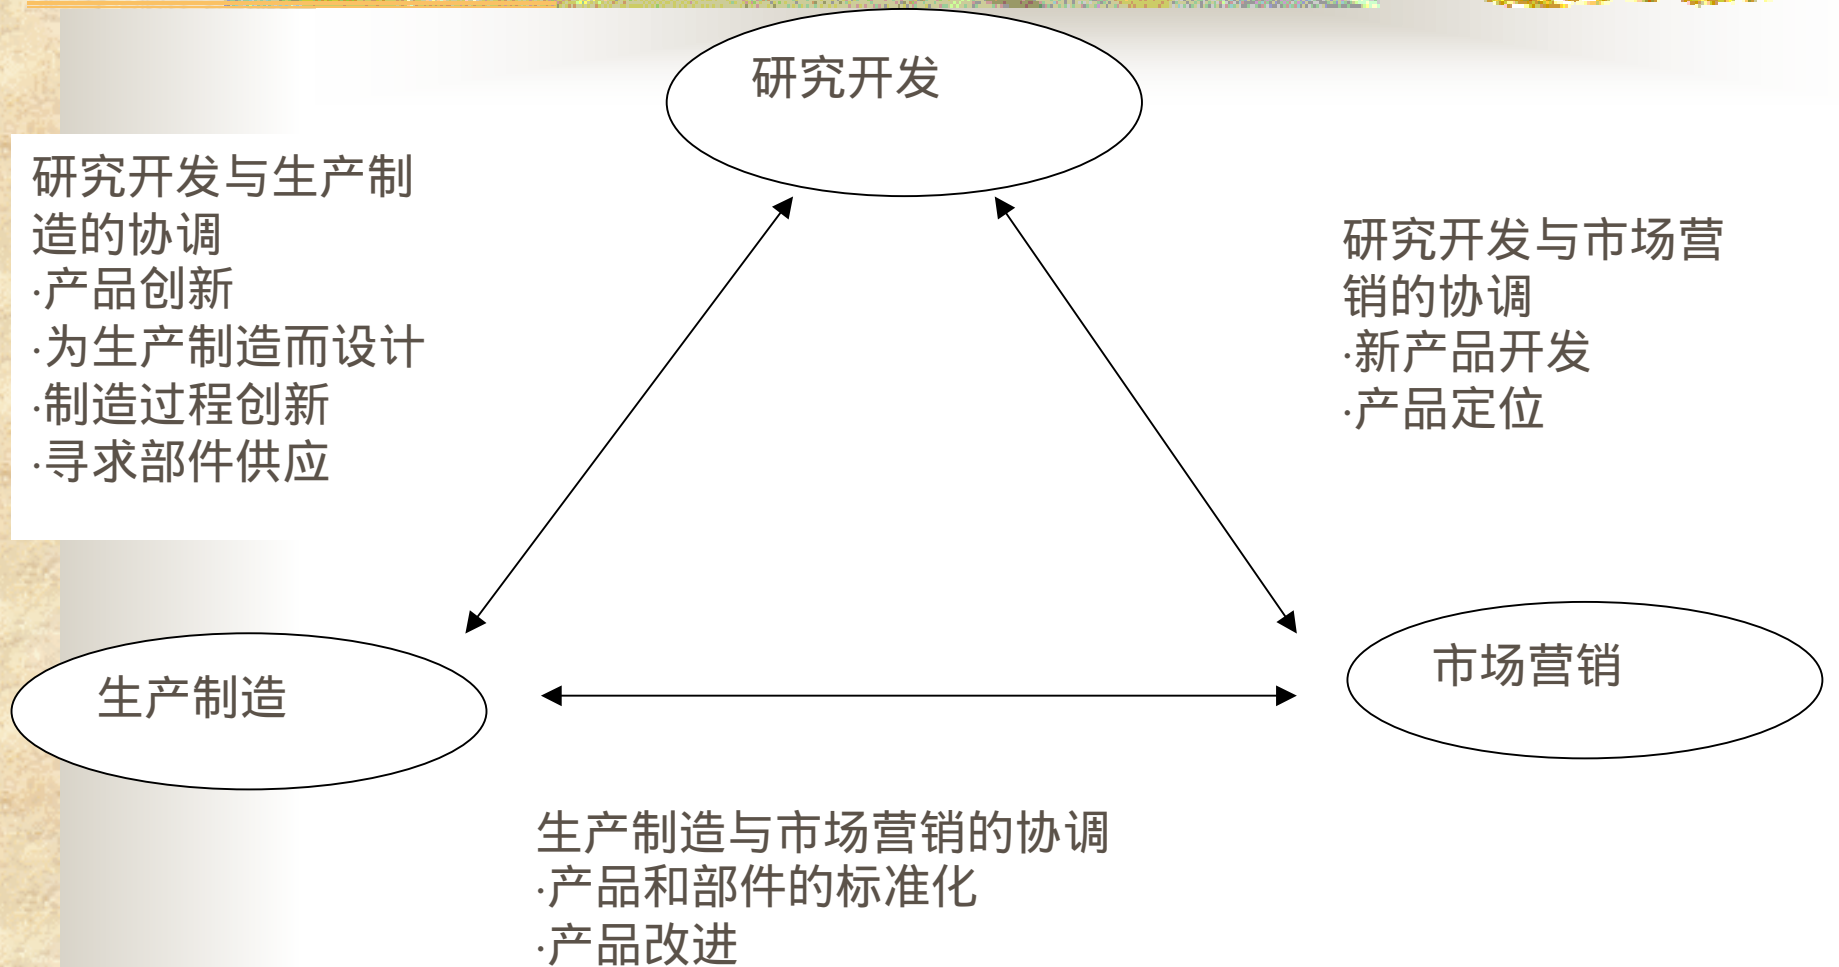 研究开发
研究开发与生产制
造的协调
·产品创新
·为生产制造而设计
·制造过程创新
·寻求部件供应
研究开发与市场营
销的协调
·新产品开发
·产品定位
生产制造
市场营销
生产制造与市场营销的协调
·产品和部件的标准化
·产品改进